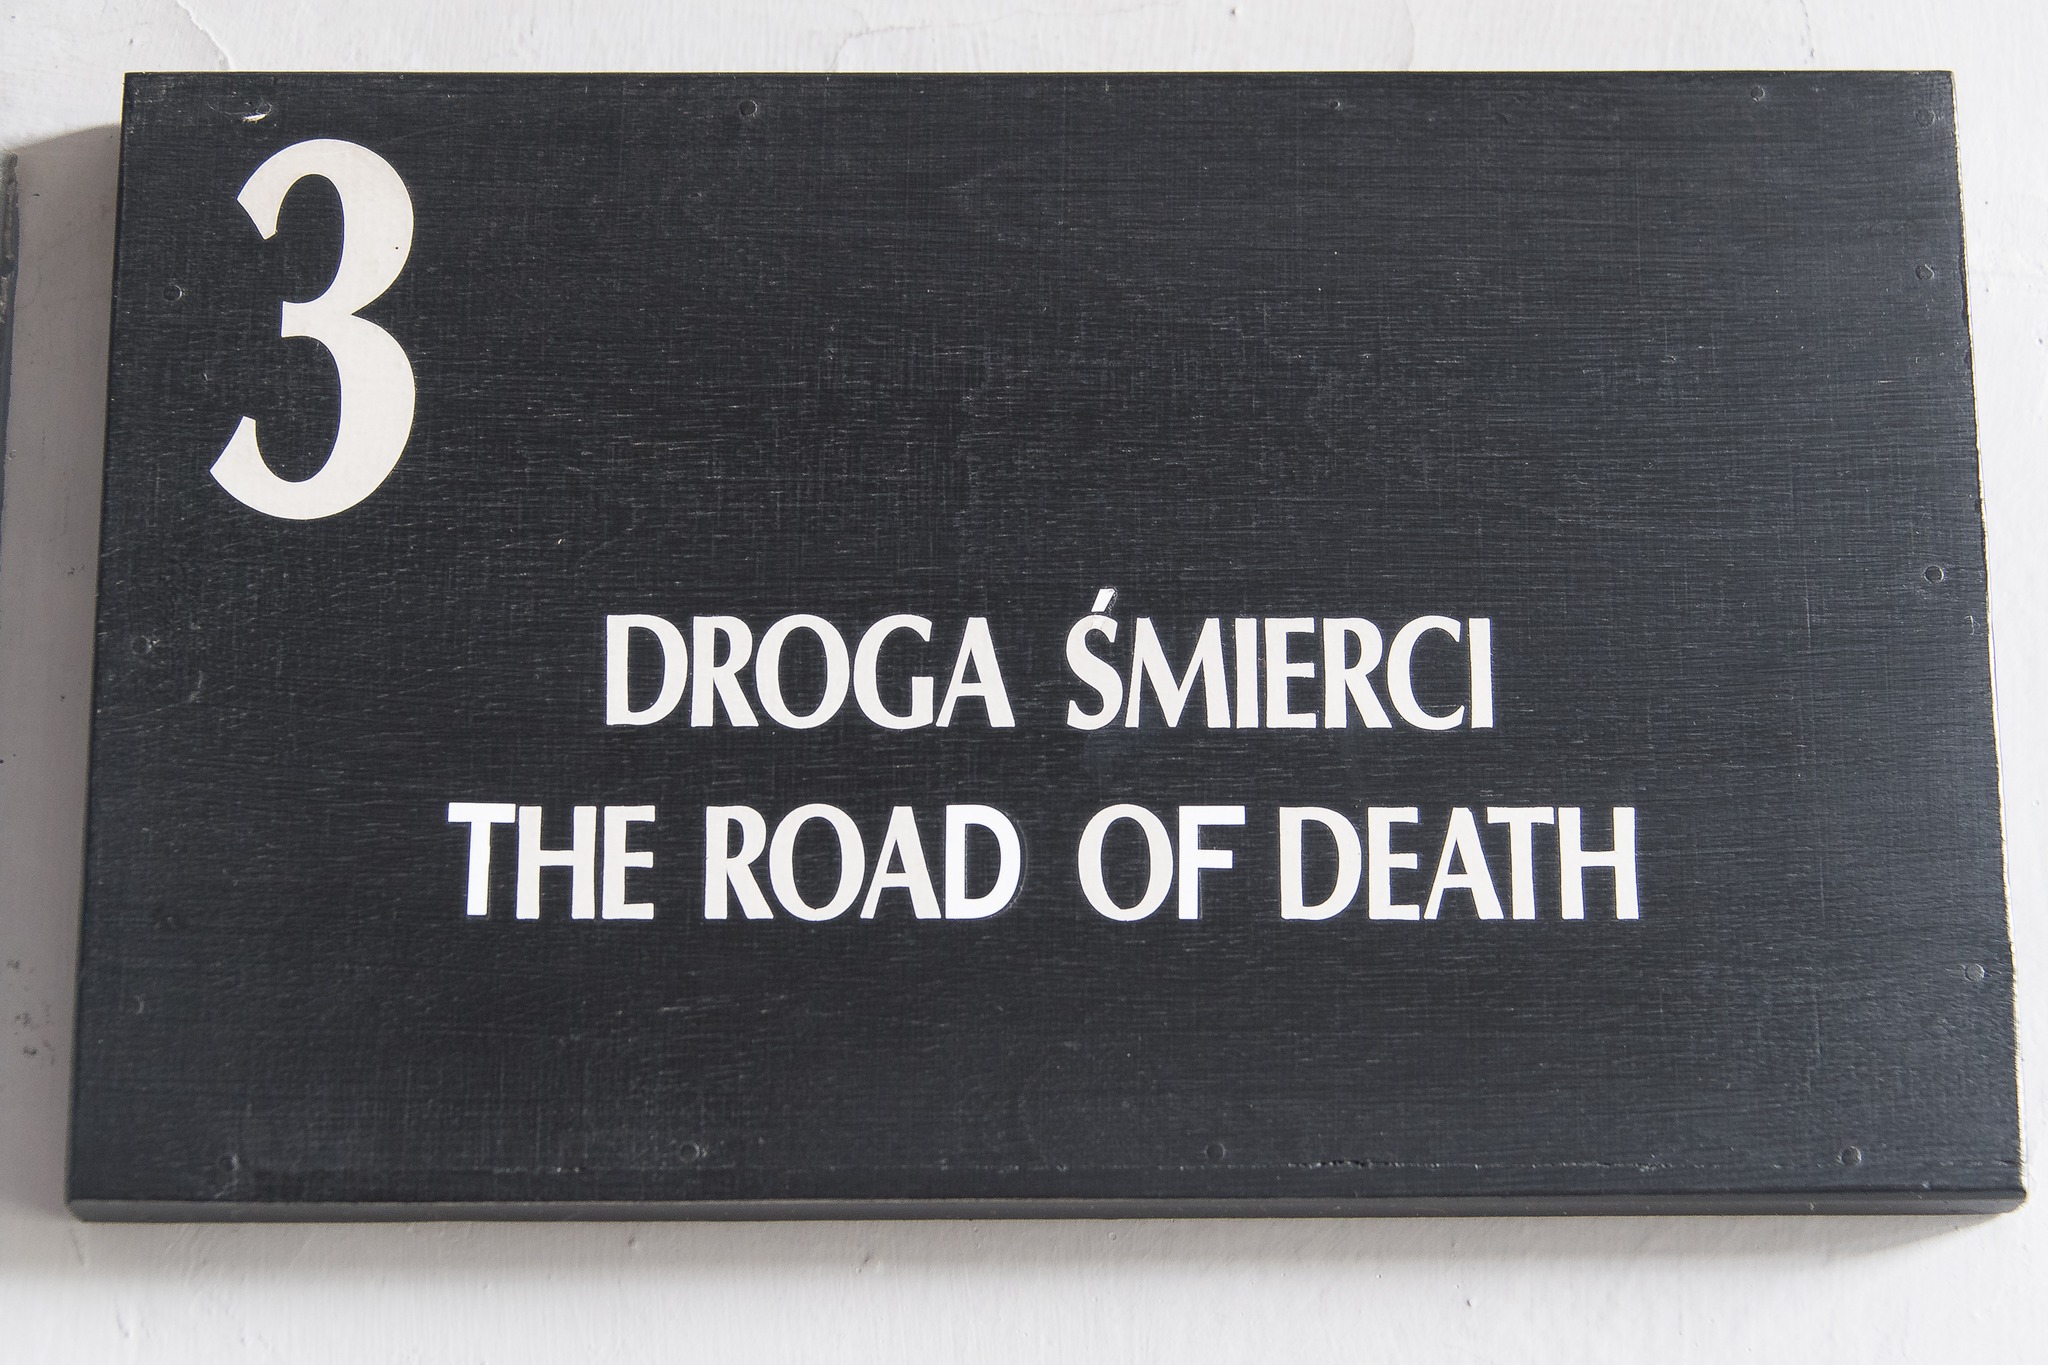 3
DROGA ŚMIERCI
THE ROAD OF DEATH